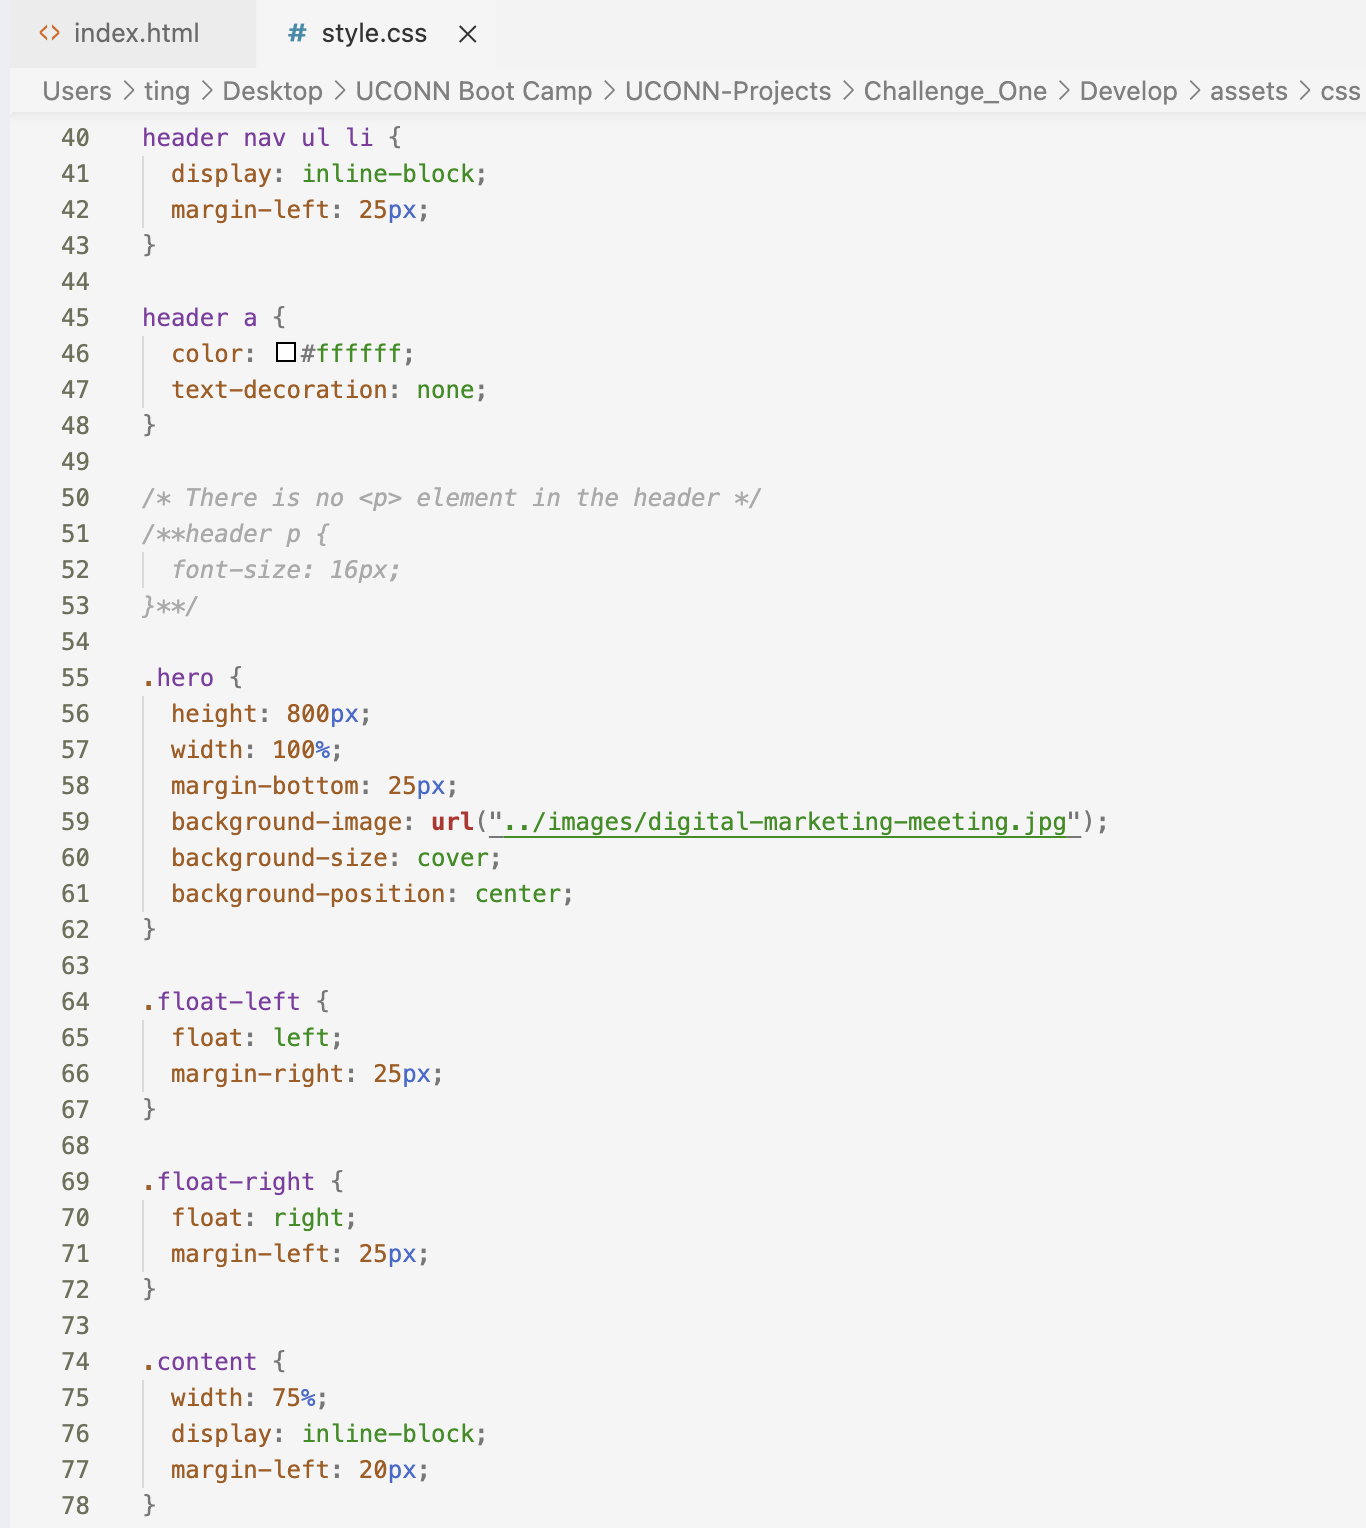 <> index.html # style.css ×
Users > ting > Desktop > UCONN Boot Camp > UCONN-Projects > Challenge_One > Develop > assets > css
40 header nav ul li {
41   display: inline-block;
42   margin-left: 25px;
43 }
44
45 header a {
46   color: #ffffff;
47   text-decoration: none;
48 }
49
50 /* There is no <p> element in the header */
51 /**header p {
52   font-size: 16px;
53 }**/
54
55 .hero {
56   height: 800px;
57   width: 100%;
58   margin-bottom: 25px;
59   background-image: url("../images/digital-marketing-meeting.jpg");
60   background-size: cover;
61   background-position: center;
62 }
63
64 .float-left {
65   float: left;
66   margin-right: 25px;
67 }
68
69 .float-right {
70   float: right;
71   margin-left: 25px;
72 }
73
74 .content {
75   width: 75%;
76   display: inline-block;
77   margin-left: 20px;
78 }